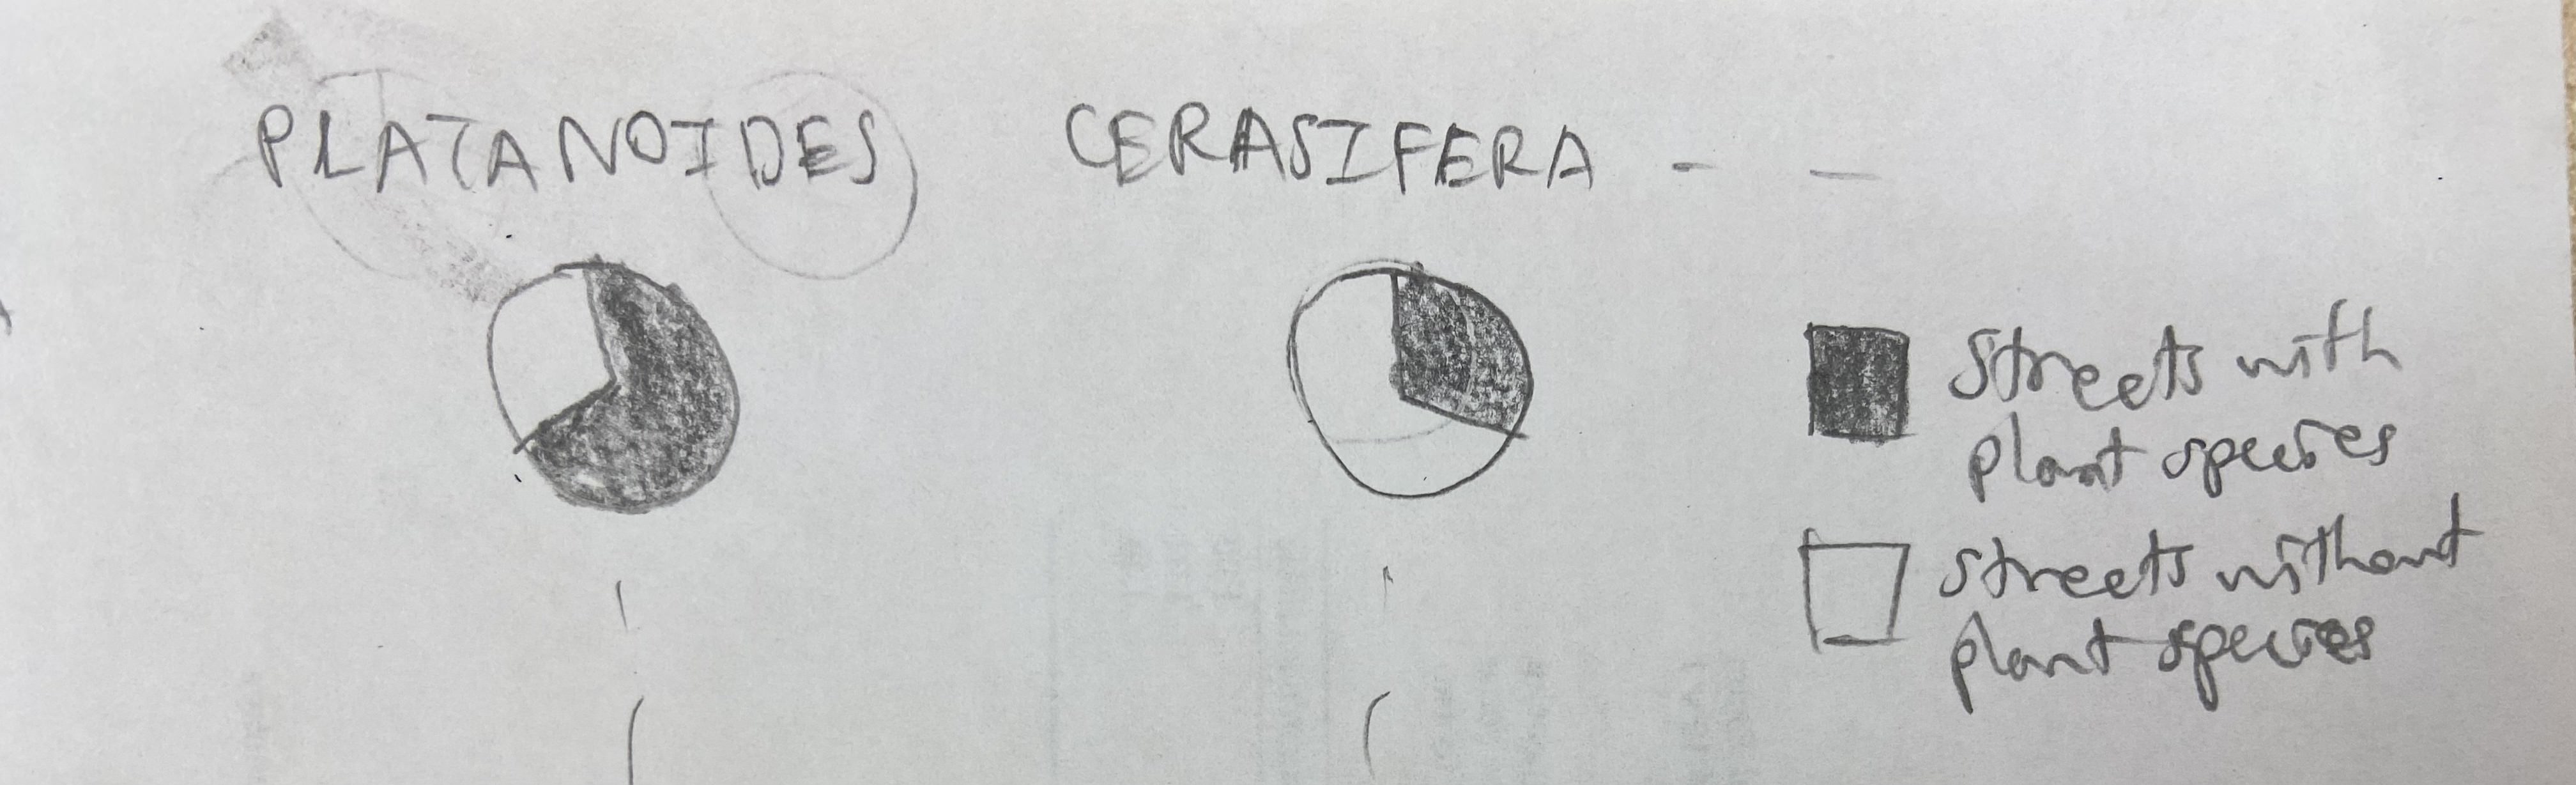 PLATANOIDES CERASIFERA - -
Streets with
plant species
Streets without
plant species